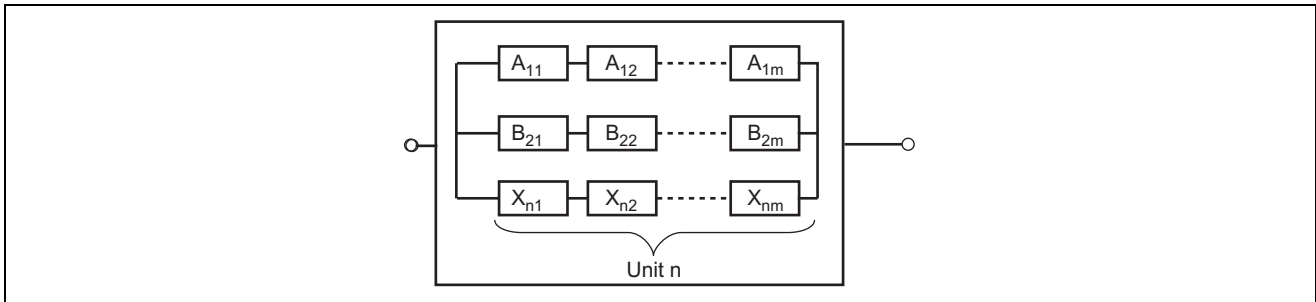 A₁₁ A₁₂ A₁ₘ
B₂₁ B₂₂ B₂ₘ
Xₙ₁ Xₙ₂ Xₙₘ
Unit n